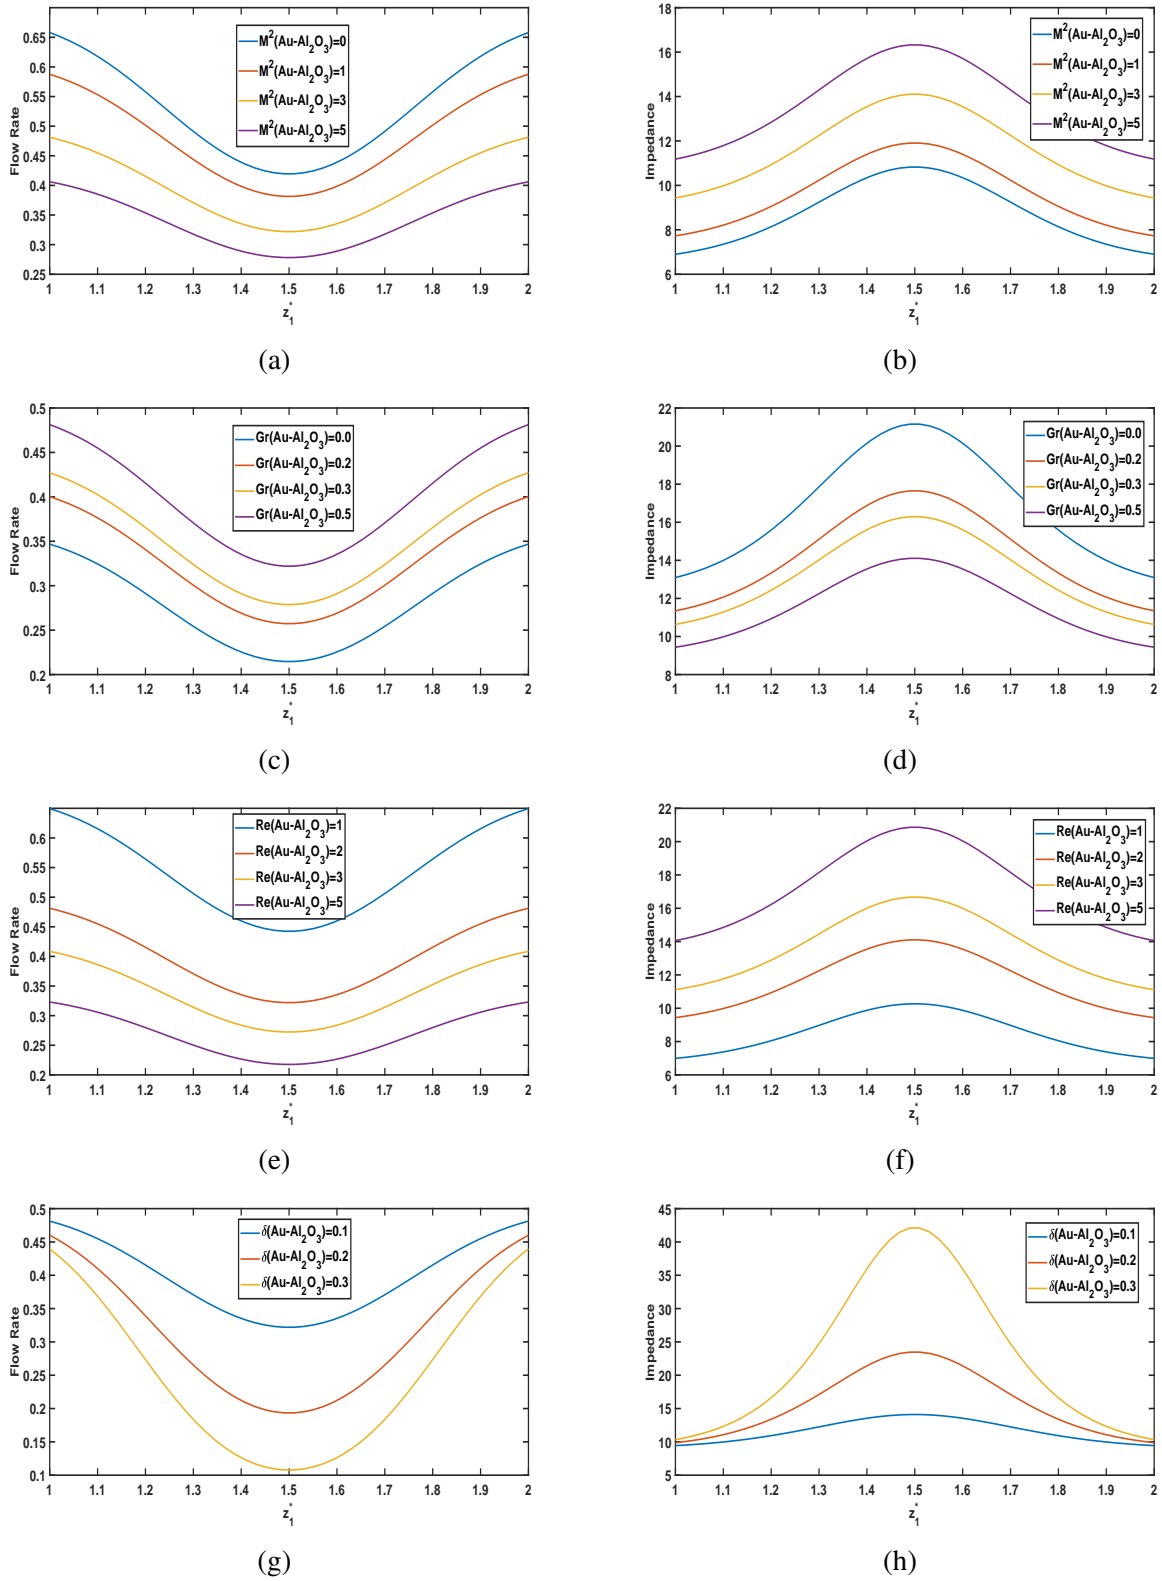 0.65
0.6
0.55
0.5
0.45
0.4
0.35
0.3
0.25
Flow Rate
M²(Au-Al₂O₃)=0
M²(Au-Al₂O₃)=1
M²(Au-Al₂O₃)=3
M²(Au-Al₂O₃)=5
1 1.1 1.2 1.3 1.4 1.5 1.6 1.7 1.8 1.9 2
z₁*
(a)
18
16
14
12
10
8
6
Impedance
M²(Au-Al₂O₃)=0
M²(Au-Al₂O₃)=1
M²(Au-Al₂O₃)=3
M²(Au-Al₂O₃)=5
1 1.1 1.2 1.3 1.4 1.5 1.6 1.7 1.8 1.9 2
z₁*
(b)
0.5
0.45
0.4
0.35
0.3
0.25
0.2
Flow Rate
Gr(Au-Al₂O₃)=0.0
Gr(Au-Al₂O₃)=0.2
Gr(Au-Al₂O₃)=0.3
Gr(Au-Al₂O₃)=0.5
1 1.1 1.2 1.3 1.4 1.5 1.6 1.7 1.8 1.9 2
z₁*
(c)
22
20
18
16
14
12
10
8
Impedance
Gr(Au-Al₂O₃)=0.0
Gr(Au-Al₂O₃)=0.2
Gr(Au-Al₂O₃)=0.3
Gr(Au-Al₂O₃)=0.5
1 1.1 1.2 1.3 1.4 1.5 1.6 1.7 1.8 1.9 2
z₁*
(d)
0.6
0.55
0.5
0.45
0.4
0.35
0.3
0.25
0.2
Flow Rate
Re(Au-Al₂O₃)=1
Re(Au-Al₂O₃)=2
Re(Au-Al₂O₃)=3
Re(Au-Al₂O₃)=5
1 1.1 1.2 1.3 1.4 1.5 1.6 1.7 1.8 1.9 2
z₁*
(e)
22
20
18
16
14
12
10
8
6
Impedance
Re(Au-Al₂O₃)=1
Re(Au-Al₂O₃)=2
Re(Au-Al₂O₃)=3
Re(Au-Al₂O₃)=5
1 1.1 1.2 1.3 1.4 1.5 1.6 1.7 1.8 1.9 2
z₁*
(f)
0.5
0.45
0.4
0.35
0.3
0.25
0.2
0.15
0.1
Flow Rate
δ(Au-Al₂O₃)=0.1
δ(Au-Al₂O₃)=0.2
δ(Au-Al₂O₃)=0.3
1 1.1 1.2 1.3 1.4 1.5 1.6 1.7 1.8 1.9 2
z₁*
(g)
45
40
35
30
25
20
15
10
5
Impedance
δ(Au-Al₂O₃)=0.1
δ(Au-Al₂O₃)=0.2
δ(Au-Al₂O₃)=0.3
1 1.1 1.2 1.3 1.4 1.5 1.6 1.7 1.8 1.9 2
z₁*
(h)